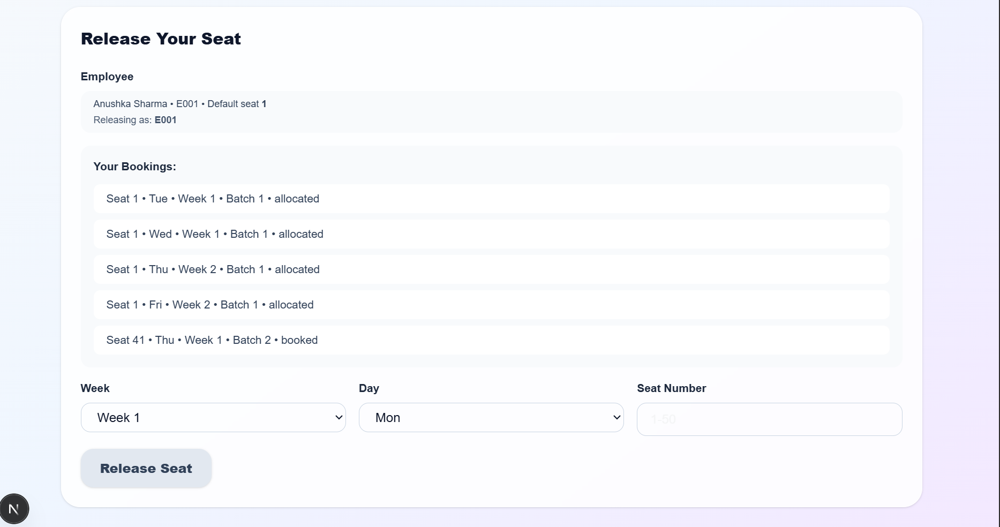 Release Your Seat
Employee
Anushka Sharma • E001 • Default seat 1
Releasing as: E001
Your Bookings:
Seat 1 • Tue • Week 1 • Batch 1 • allocated
Seat 1 • Wed • Week 1 • Batch 1 • allocated
Seat 1 • Thu • Week 2 • Batch 1 • allocated
Seat 1 • Fri • Week 2 • Batch 1 • allocated
Seat 41 • Thu • Week 1 • Batch 2 • booked
Week
Day
Seat Number
Week 1
Mon
1-50
Release Seat
N